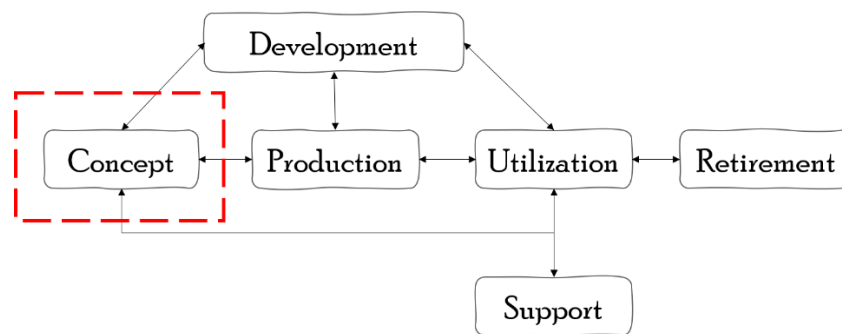 Development
Concept
Production
Utilization
Retirement
Support